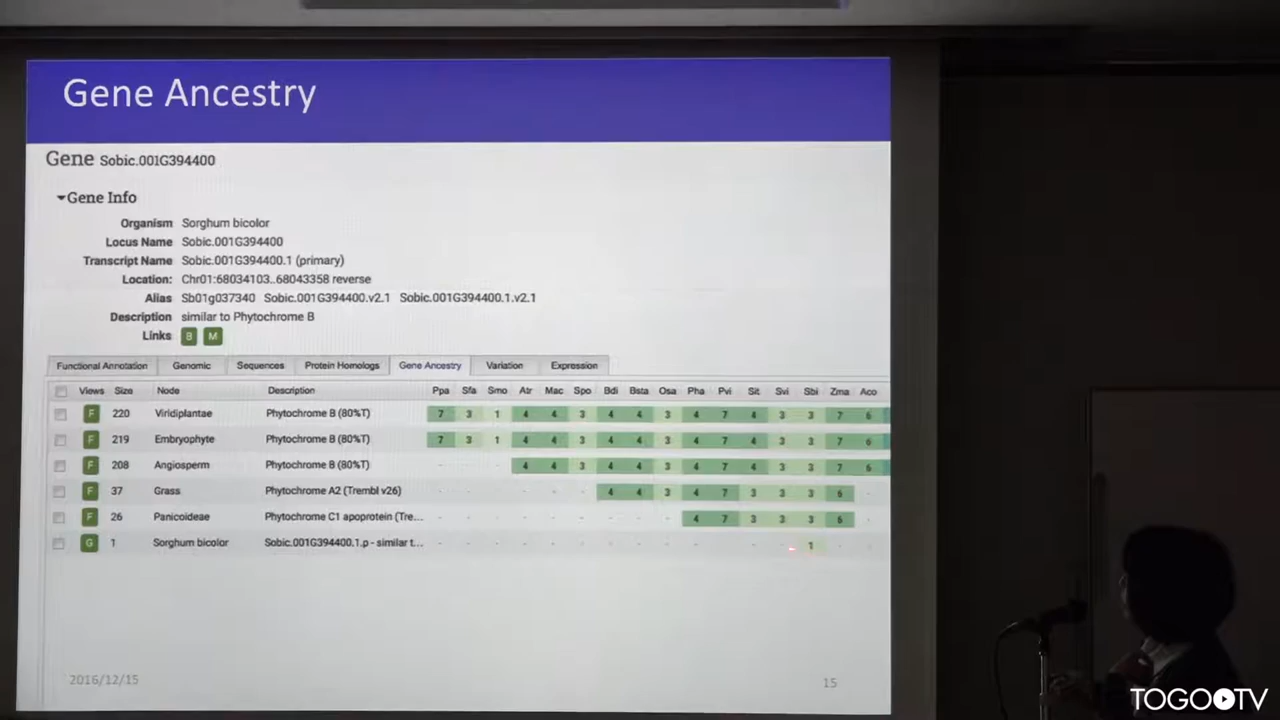 Gene Ancestry
Gene Sobic.001G394400
Gene Info
Organism Sorghum bicolor
Locus Name Sobic.001G394400
Transcript Name Sobic.001G394400.1 (primary)
Location: Chr01:68034103..68043358 reverse
Alias Sb01g037340 Sobic.001G394400.v2.1 Sobic.001G394400.1.v2.1
Description similar to Phytochrome B
Links B M
Functional Annotation Genomic Sequences Protein Homologs Gene Ancestry Variation Expression
Views Size Node Description Ppa Sfa Smo Atr Mac Spo Bdi Bsta Osa Pha Pvi Sit Svi Sbi Zma Aco
F 220 Viridiplantae Phytochrome B (80%T) 7 3 1 4 4 3 4 4 3 4 7 4 3 3 7 6
F 219 Embryophyte Phytochrome B (80%T) 7 3 1 4 4 3 4 4 3 4 7 4 3 3 7 6
F 208 Angiosperm Phytochrome B (80%T) - - - 4 4 3 4 4 3 4 7 4 3 3 7 6
F 37 Grass Phytochrome A2 (Trembl v26) - - - - - - 4 4 3 4 7 3 3 3 6 -
F 26 Panicoideae Phytochrome C1 apoprotein (Tre... - - - - - - - - - 4 7 3 3 3 6 -
G 1 Sorghum bicolor Sobic.001G394400.1.p - similar t... - - - - - - - - - - - - - 1 - -
2016/12/15
15
TOGOTV